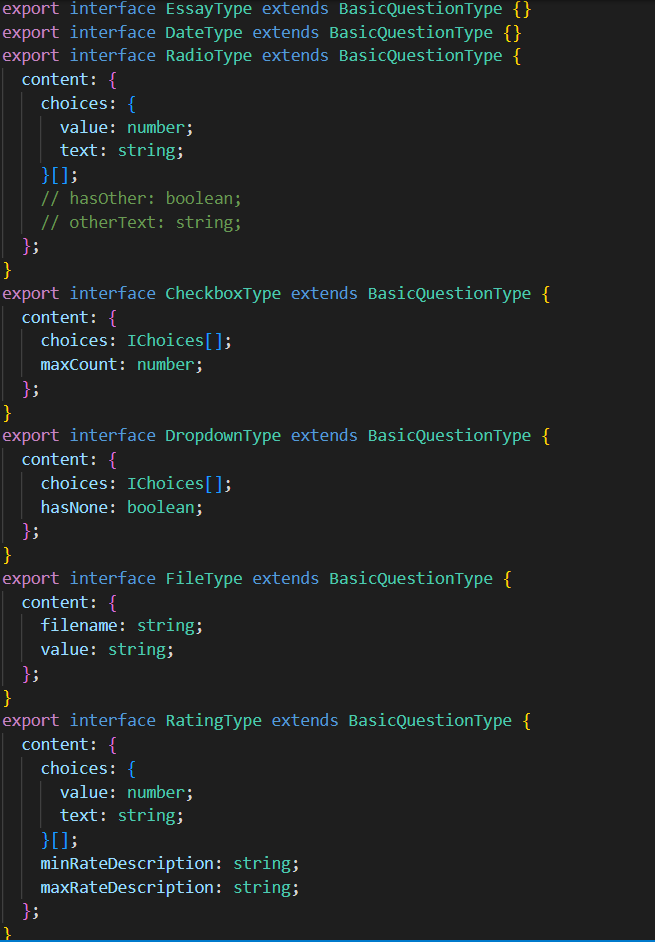 export interface EssayType extends BasicQuestionType {}
export interface DateType extends BasicQuestionType {}
export interface RadioType extends BasicQuestionType {
  content: {
    choices: {
      value: number;
      text: string;
    }[];
    // hasOther: boolean;
    // otherText: string;
  };
}
export interface CheckboxType extends BasicQuestionType {
  content: {
    choices: IChoices[];
    maxCount: number;
  };
}
export interface DropdownType extends BasicQuestionType {
  content: {
    choices: IChoices[];
    hasNone: boolean;
  };
}
export interface FileType extends BasicQuestionType {
  content: {
    filename: string;
    value: string;
  };
}
export interface RatingType extends BasicQuestionType {
  content: {
    choices: {
      value: number;
      text: string;
    }[];
    minRateDescription: string;
    maxRateDescription: string;
  };
}